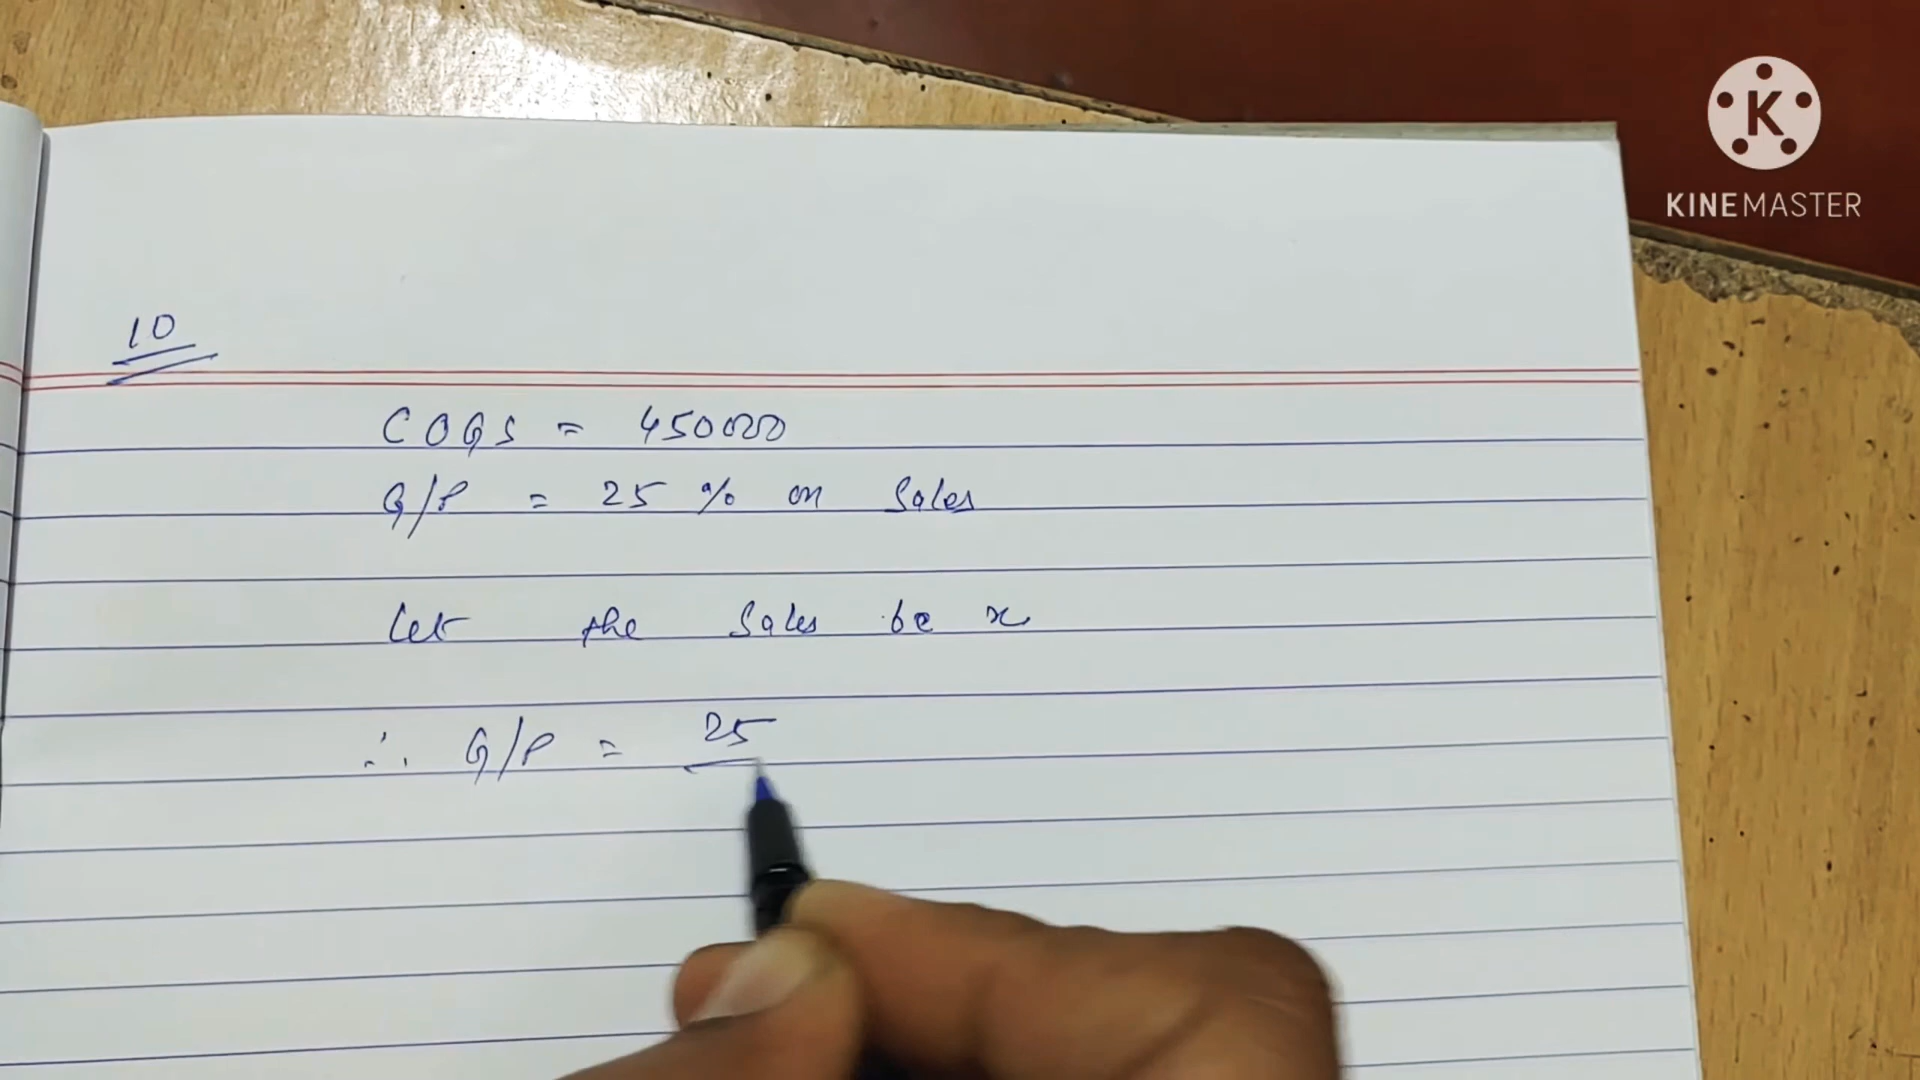 K
KINEMASTER
10
COGS = 450000
G/P = 25 % on Sales
Let the Sales be x
∴ G/P = 25